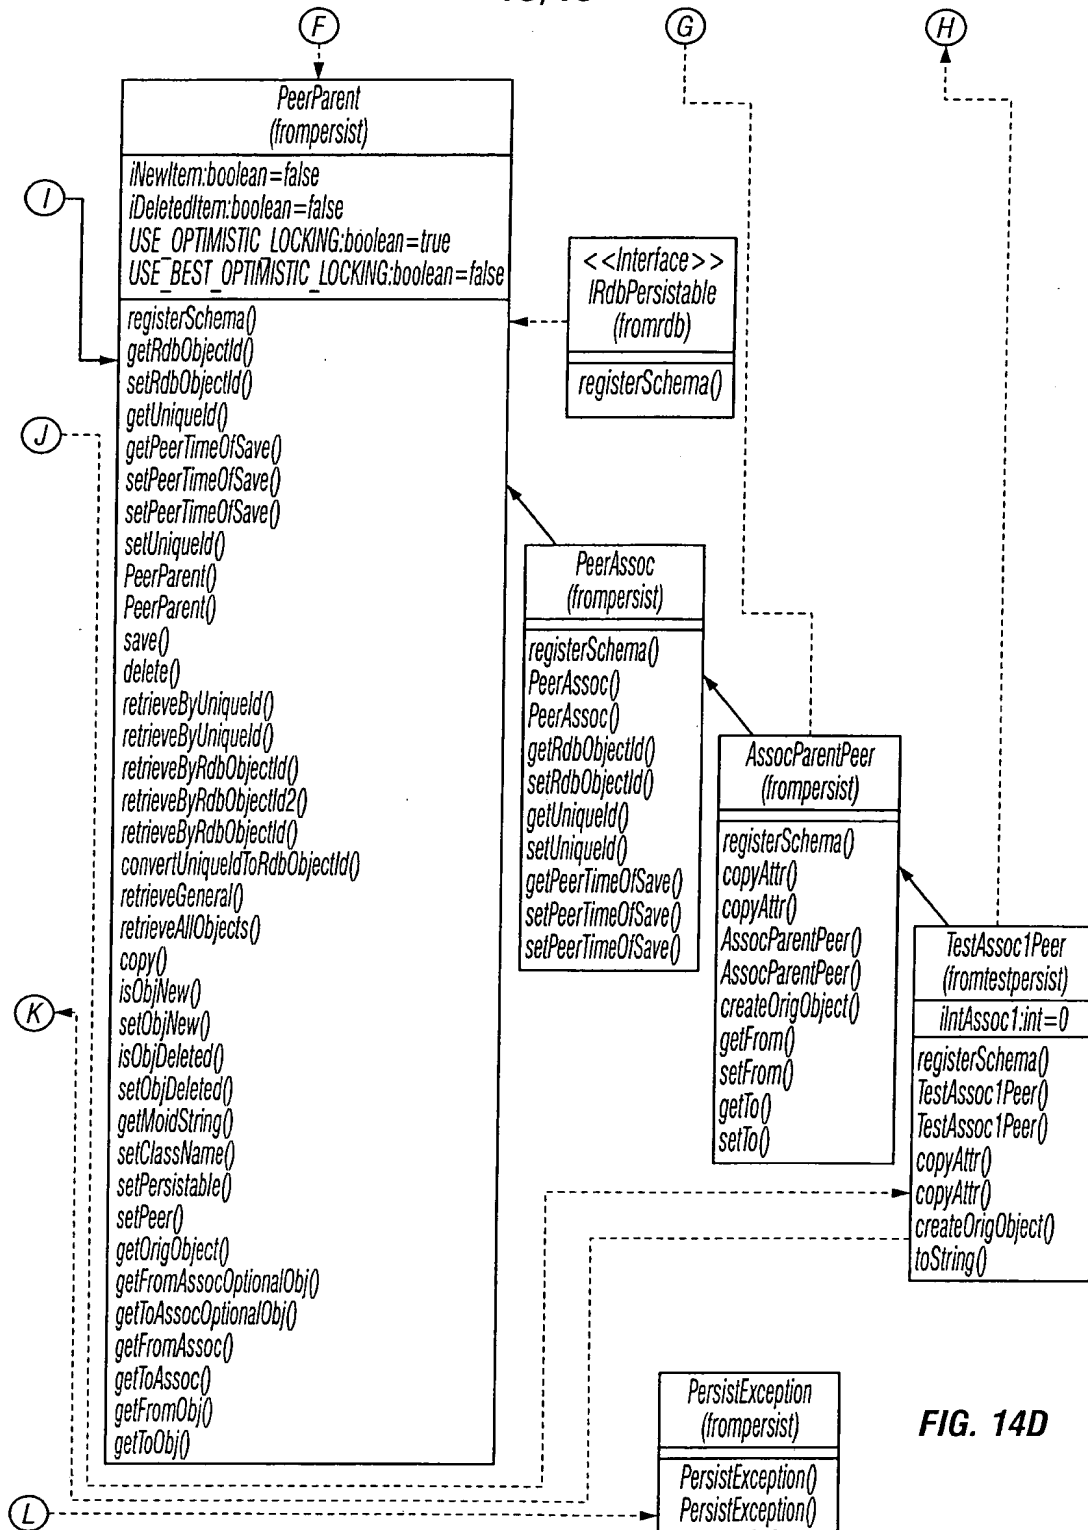 F
G
H
I
J
K
L
PeerParent
(frompersist)
iNewItem:boolean=false
iDeletedItem:boolean=false
USE_OPTIMISTIC_LOCKING:boolean=true
USE_BEST_OPTIMISTIC_LOCKING:boolean=false
registerSchema()
getRdbObjectId()
setRdbObjectId()
getUniqueId()
getPeerTimeOfSave()
setPeerTimeOfSave()
setPeerTimeOfSave()
setUniqueId()
PeerParent()
PeerParent()
save()
delete()
retrieveByUniqueId()
retrieveByUniqueId()
retrieveByRdbObjectId()
retrieveByRdbObjectId2()
retrieveByRdbObjectId()
convertUniqueIdToRdbObjectId()
retrieveGeneral()
retrieveAllObjects()
copy()
isObjNew()
setObjNew()
isObjDeleted()
setObjDeleted()
getMoidString()
setClassName()
setPersistable()
setPeer()
getOrigObject()
getFromAssocOptionalObj()
getToAssocOptionalObj()
getFromAssoc()
getToAssoc()
getFromObj()
getToObj()
<<Interface>>
IRdbPersistable
(fromrdb)
registerSchema()
PeerAssoc
(frompersist)
registerSchema()
PeerAssoc()
PeerAssoc()
getRdbObjectId()
setRdbObjectId()
getUniqueId()
setUniqueId()
getPeerTimeOfSave()
setPeerTimeOfSave()
setPeerTimeOfSave()
AssocParentPeer
(frompersist)
registerSchema()
copyAttr()
copyAttr()
AssocParentPeer()
AssocParentPeer()
createOrigObject()
getFrom()
setFrom()
getTo()
setTo()
TestAssoc1Peer
(fromtestpersist)
iIntAssoc1:int=0
registerSchema()
TestAssoc1Peer()
TestAssoc1Peer()
copyAttr()
copyAttr()
createOrigObject()
toString()
PersistException
(frompersist)
PersistException()
PersistException()
FIG. 14D